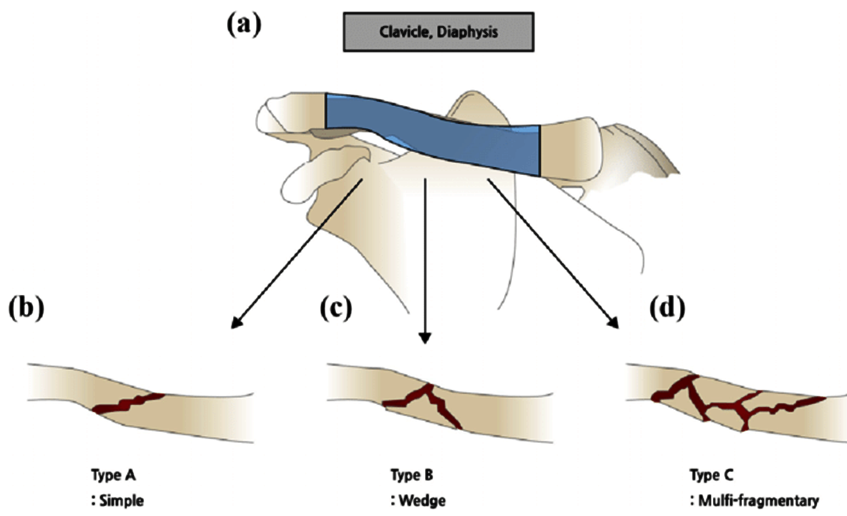 (a)
Clavicle, Diaphysis
(b)
(c)
(d)
Type A
: Simple
Type B
: Wedge
Type C
: Mulfi-fragmentary